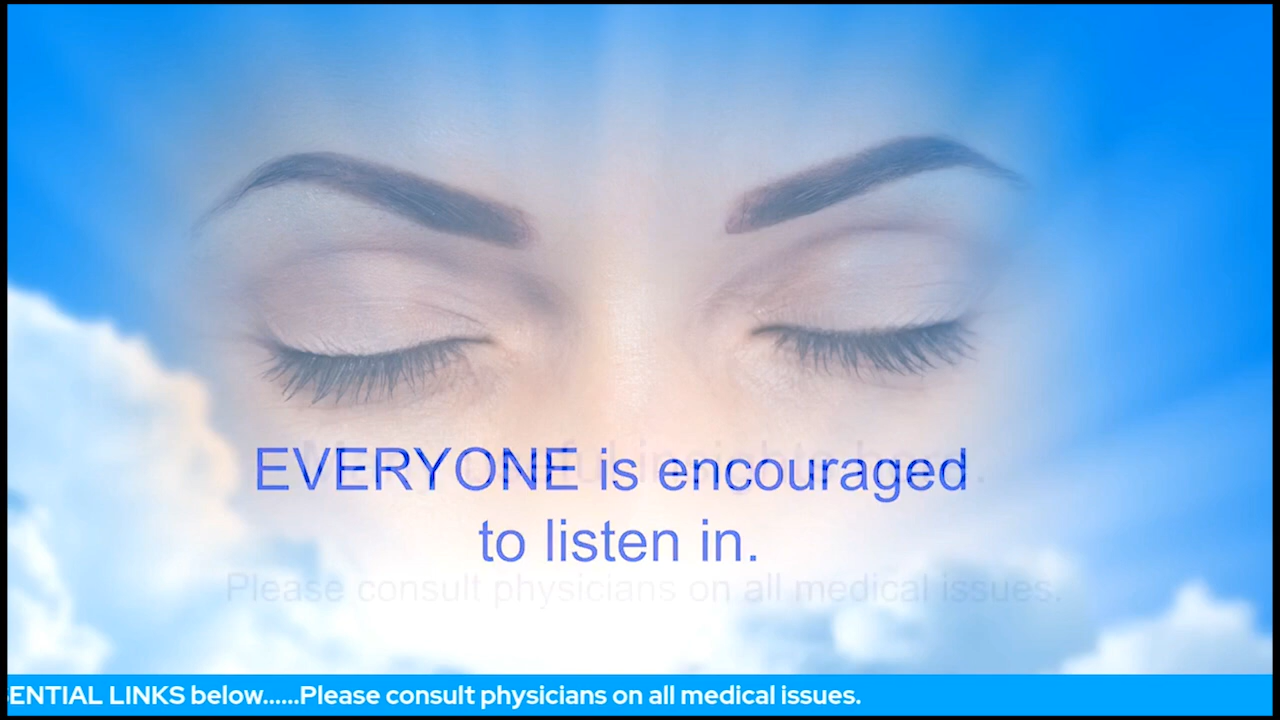 EVERYONE is encouraged
to listen in.
Please consult physicians on all medical issues.
ENTIAL LINKS below......Please consult physicians on all medical issues.